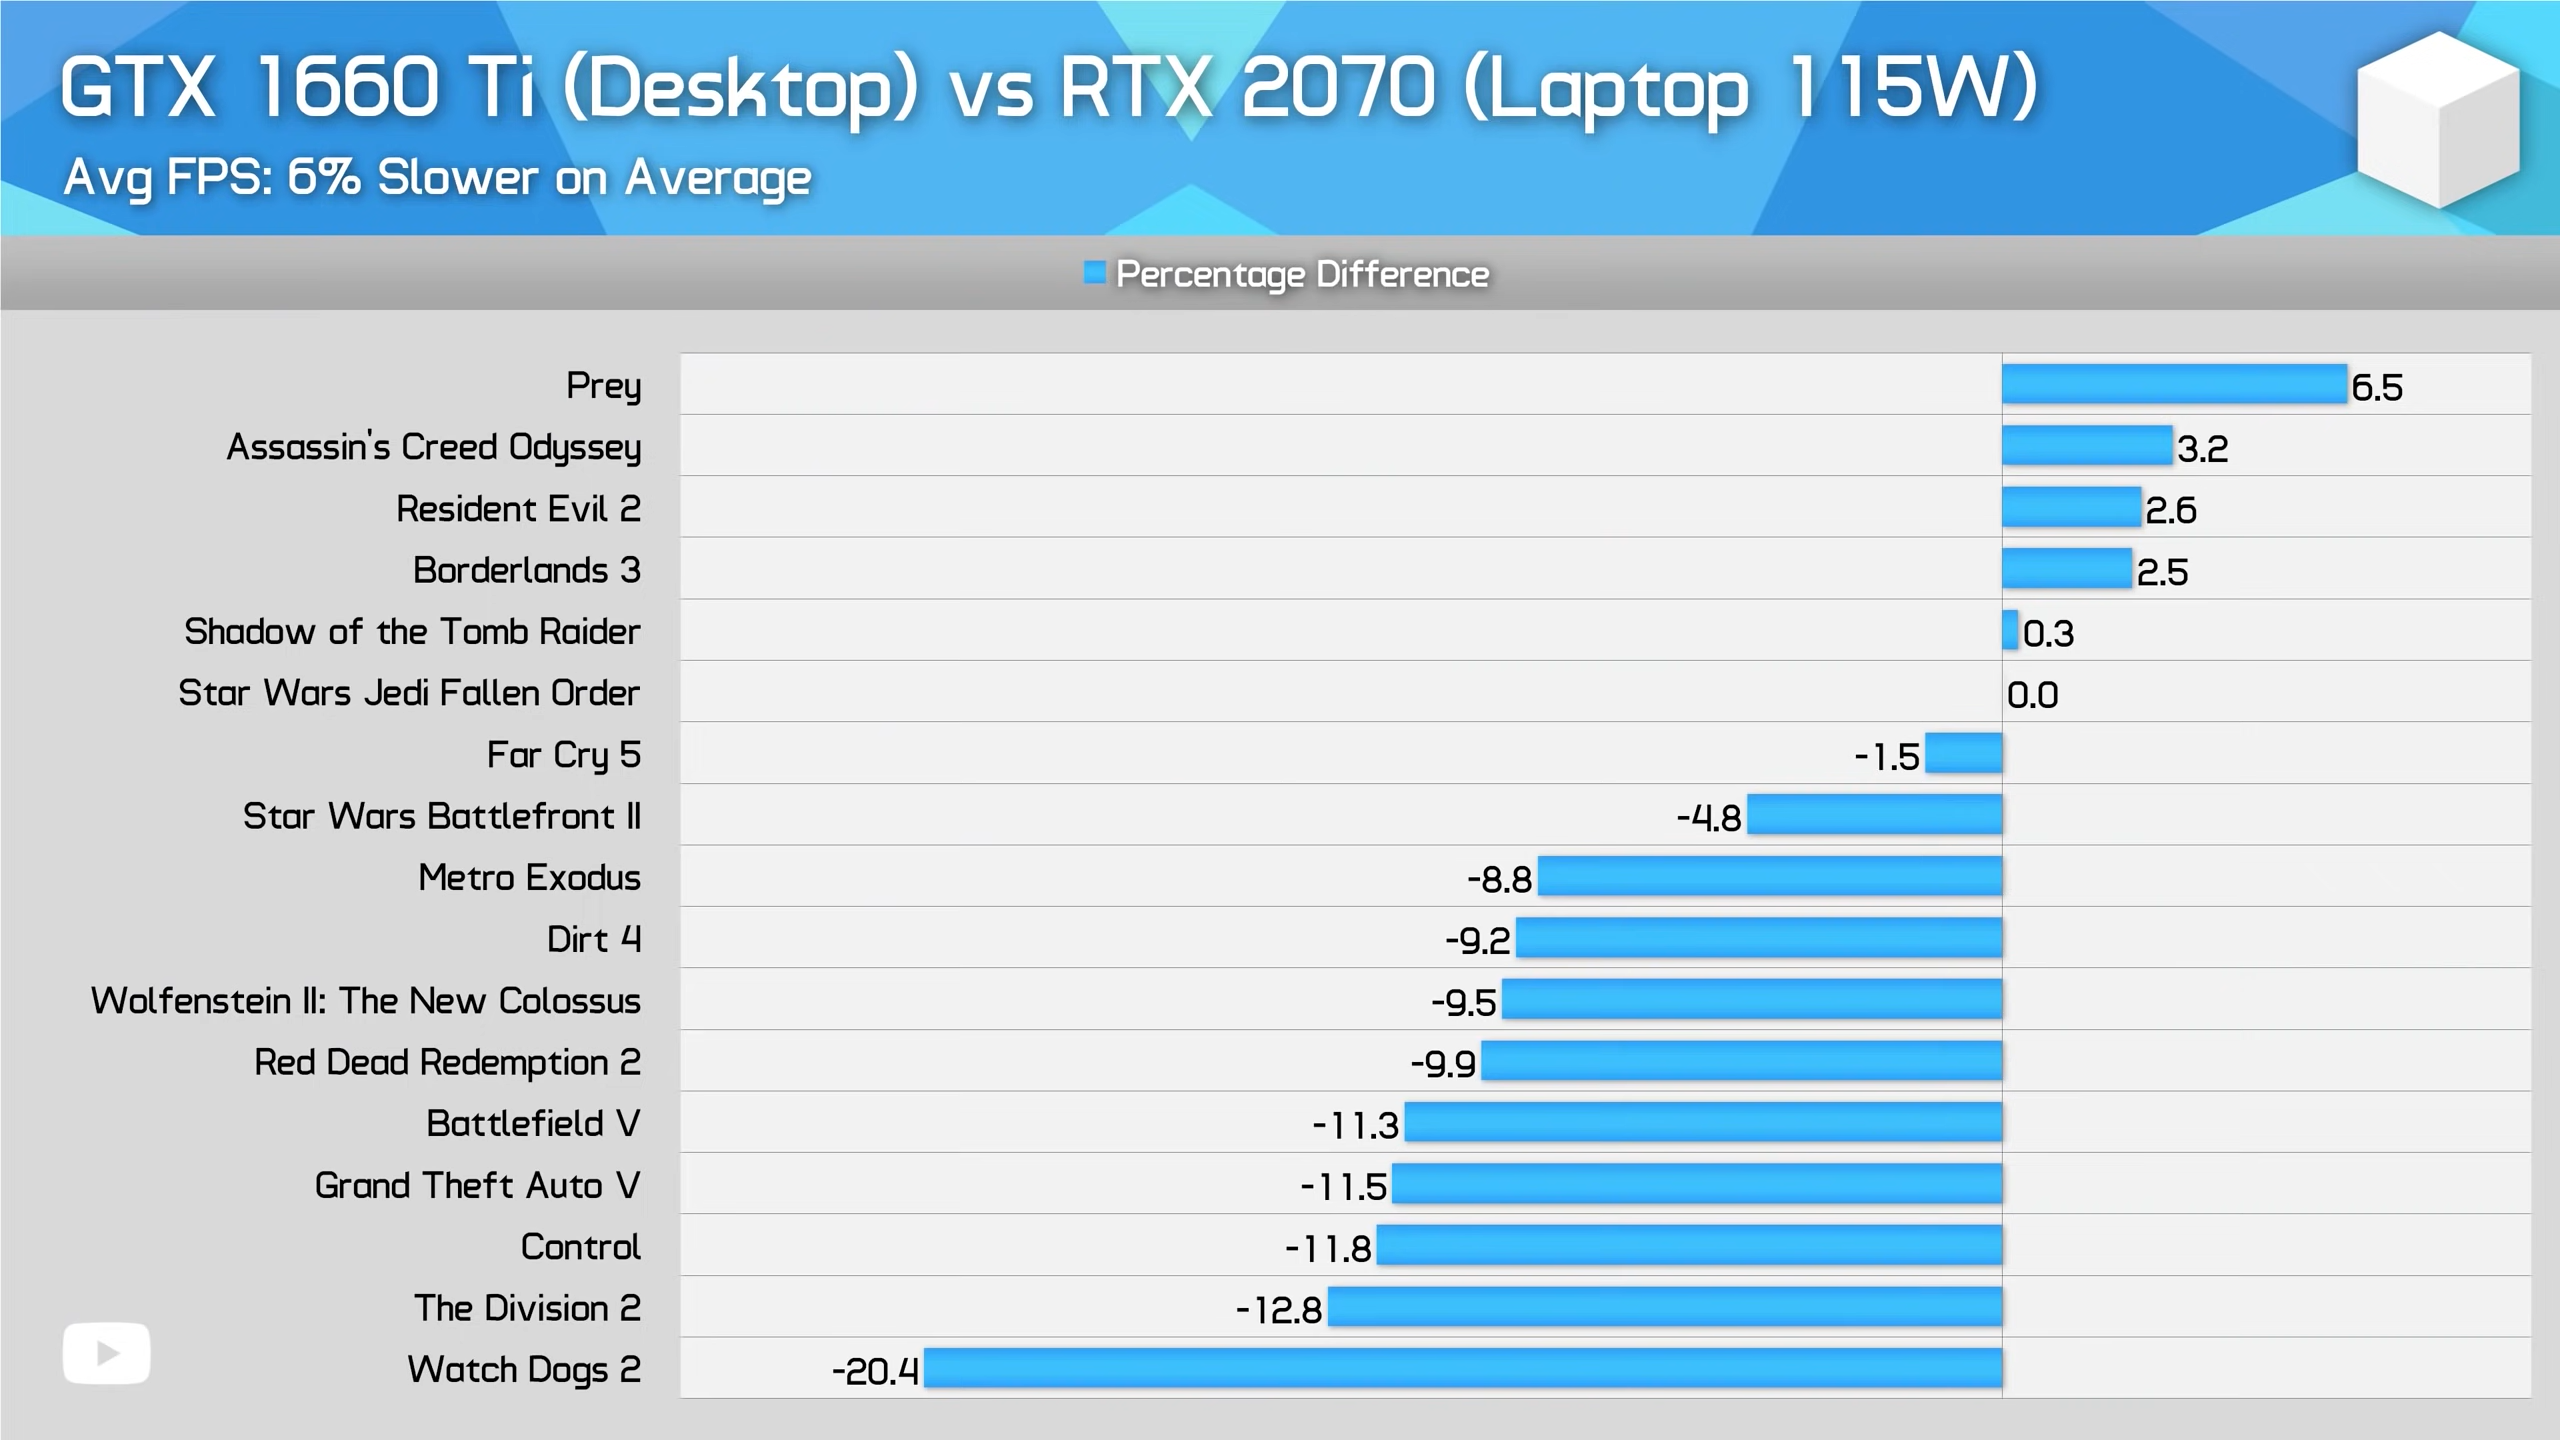 GTX 1660 Ti (Desktop) vs RTX 2070 (Laptop 115W)
Avg FPS: 6% Slower on Average
Percentage Difference
Prey 6.5
Assassin's Creed Odyssey 3.2
Resident Evil 2 2.6
Borderlands 3 2.5
Shadow of the Tomb Raider 0.3
Star Wars Jedi Fallen Order 0.0
Far Cry 5 -1.5
Star Wars Battlefront II -4.8
Metro Exodus -8.8
Dirt 4 -9.2
Wolfenstein II: The New Colossus -9.5
Red Dead Redemption 2 -9.9
Battlefield V -11.3
Grand Theft Auto V -11.5
Control -11.8
The Division 2 -12.8
Watch Dogs 2 -20.4